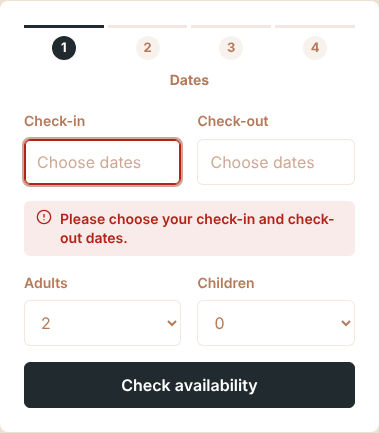 1 2 3 4
Dates
Check-in Check-out
Choose dates Choose dates
Please choose your check-in and check-
out dates.
Adults Children
2 0
Check availability